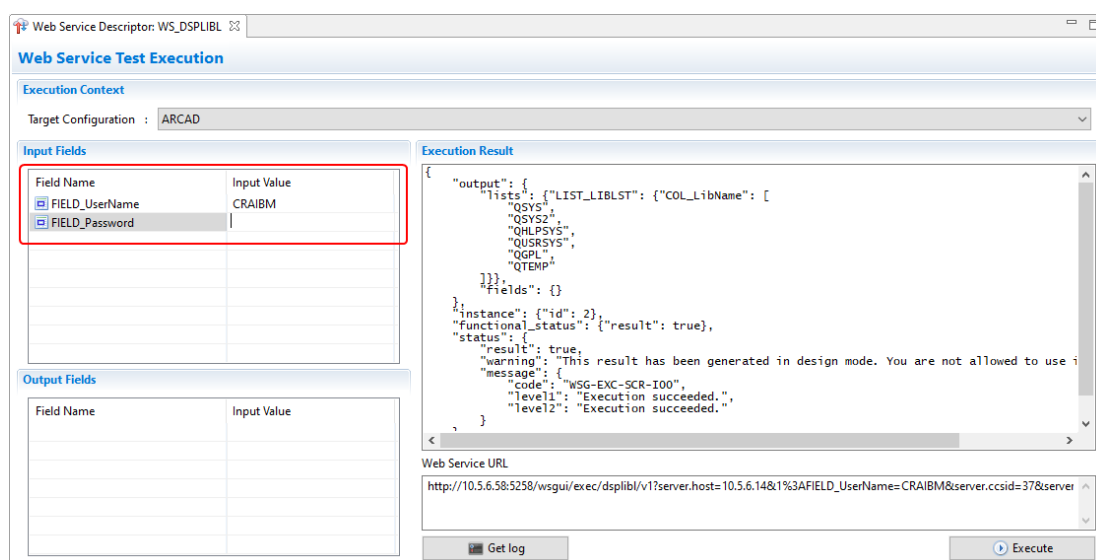 Web Service Descriptor: WS_DSPLIBL
Web Service Test Execution
Execution Context
Target Configuration : ARCAD
Input Fields
Field Name Input Value
FIELD_UserName CRAIBM
FIELD_Password
Output Fields
Field Name Input Value
Execution Result
{
"output": {
"lists": {"LIST_LIBLST": {"COL_LibName": [
"QSYS",
"QSYS2",
"QHLPSYS",
"QUSRSYS",
"QGPL",
"QTEMP"
]}},
"fields": {}
},
"instance": {"id": 2},
"functional_status": {"result": true},
"status": {
"result": true,
"warning": "This result has been generated in design mode. You are not allowed to use i
"message": {
"code": "WSG-EXC-SCR-I00",
"level1": "Execution succeeded.",
"level2": "Execution succeeded."
}
Web Service URL
http://10.5.6.58:5258/wsgui/exec/dsplibl/v1?server.host=10.5.6.14&1%3AFIELD_UserName=CRAIBM&server.ccsid=37&server
Get log
Execute